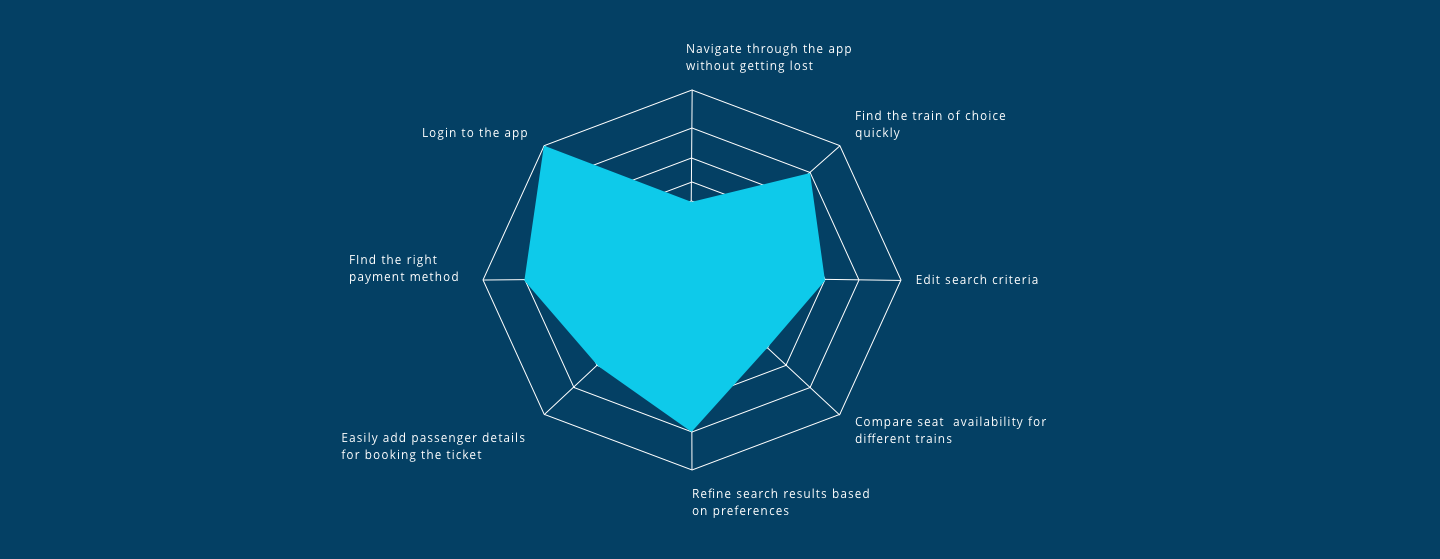 Navigate through the app
without getting lost
Find the train of choice
quickly
Login to the app
FInd the right
payment method
Edit search criteria
Compare seat  availability for
different trains
Easily add passenger details
for booking the ticket
Refine search results based
on preferences